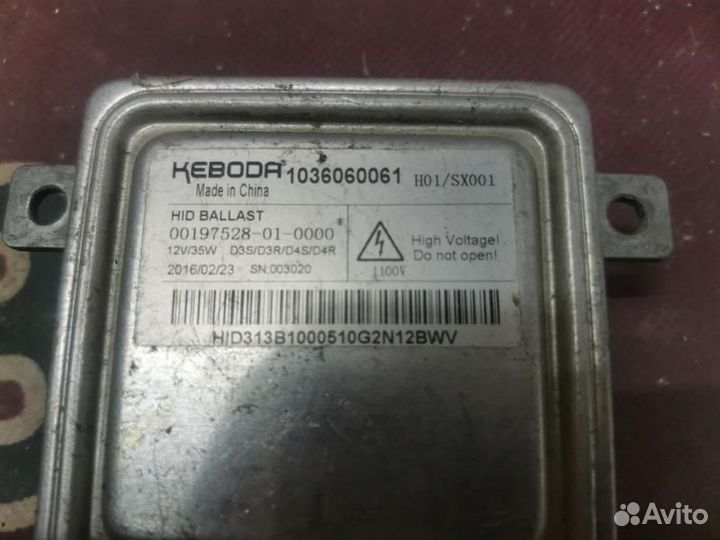 KEBODA 1036060061 H01/SX001
Made in China
HID BALLAST
00197528-01-0000
12V/35W D3S/D3R/D4S/D4R
2016/02/23 SN:003020
High Voltage!
Do not open!
1100V
HID313B1000510G2N12BWV
Avito